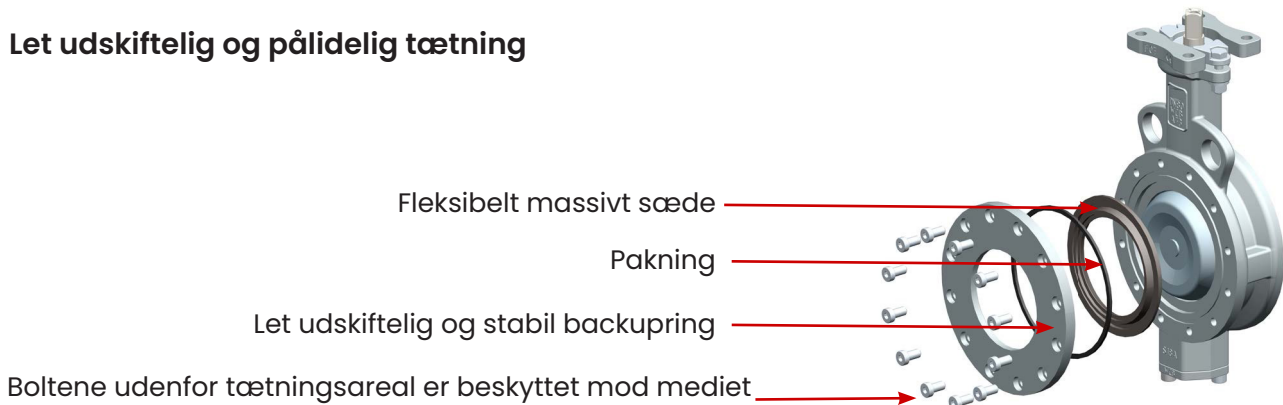 Let udskiftelig og pålidelig tætning
Fleksibelt massivt sæde
Pakning
Let udskiftelig og stabil backupring
Boltene udenfor tætningsareal er beskyttet mod mediet